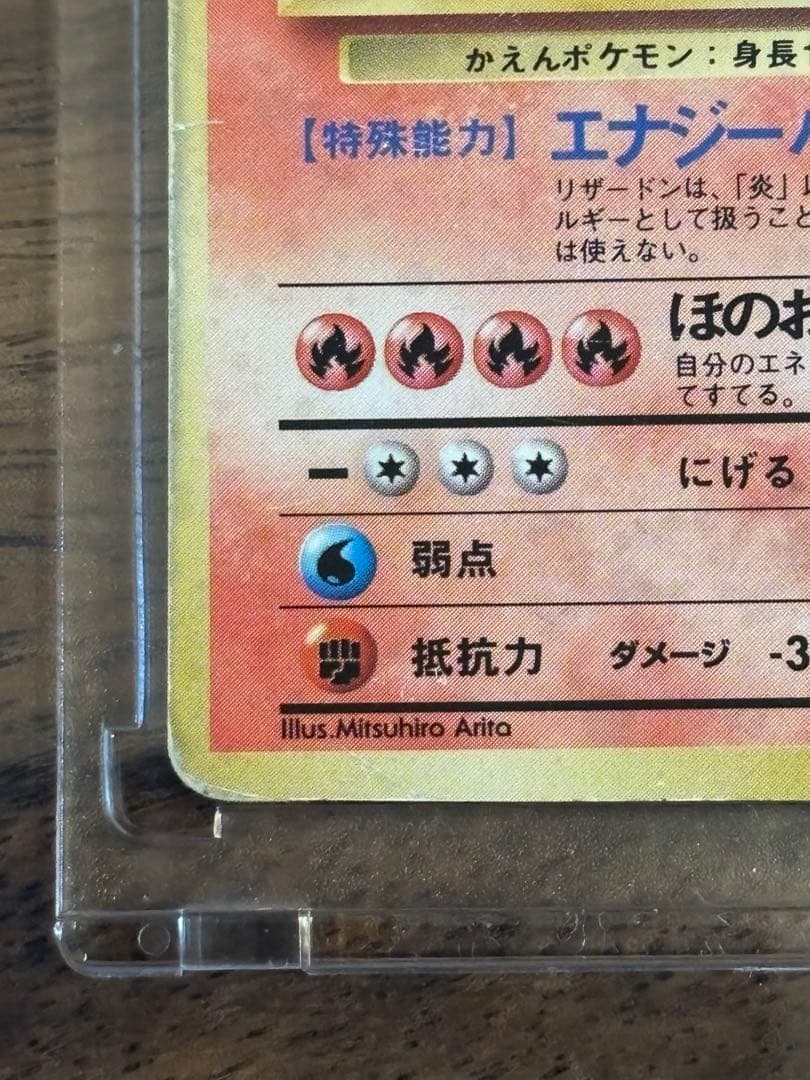 かえんポケモン：身長
【特殊能力】 エナジー
リザードンは、「炎」
ルギーとして扱うこと
は使えない。
ほのお
自分のエネ
てすてる。
にげる
弱点
抵抗力 ダメージ -3
Illus.Mitsuhiro Arita